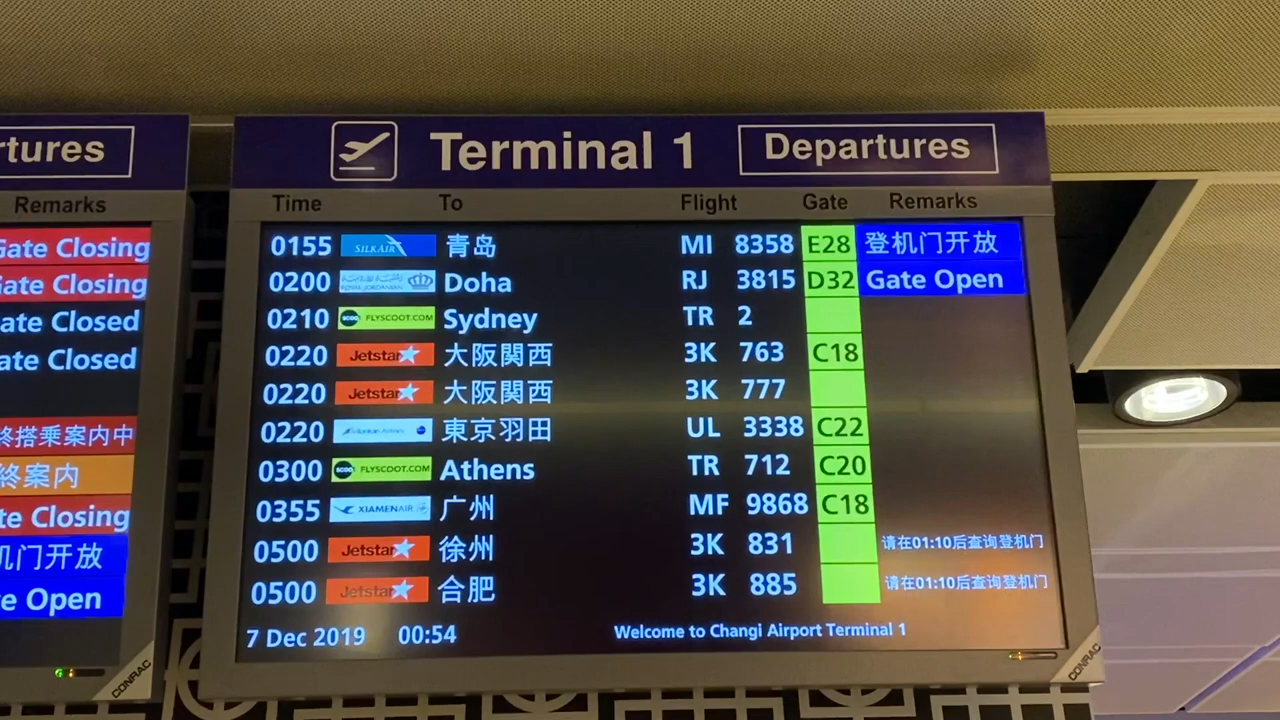 rtures
Remarks
Gate Closing
Gate Closing
ate Closed
ate Closed
終搭乗案内中
終案内
te Closing
机门开放
e Open
CONRAC
Terminal 1 Departures
Time To Flight Gate Remarks
0155 SILKAIR 青岛 MI 8358 E28 登机门开放
0200 ROYAL JORDANIAN Doha RJ 3815 D32 Gate Open
0210 SCOOT FLYSCOOT.COM Sydney TR 2
0220 Jetstar 大阪関西 3K 763 C18
0220 Jetstar 大阪関西 3K 777
0220 SriLankan Airlines 東京羽田 UL 3338 C22
0300 SCOOT FLYSCOOT.COM Athens TR 712 C20
0355 XIAMENAIR 广州 MF 9868 C18
0500 Jetstar 徐州 3K 831 请在01:10后查询登机门
0500 Jetstar 合肥 3K 885 请在01:10后查询登机门
7 Dec 2019 00:54 Welcome to Changi Airport Terminal 1
CONRAC